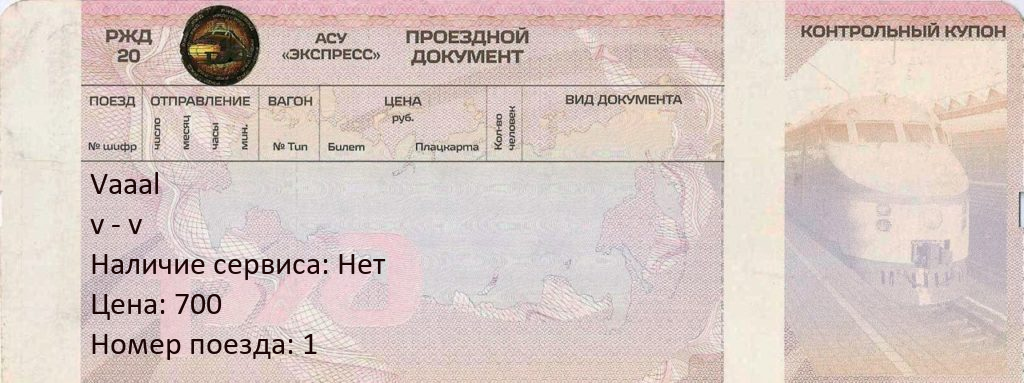 РЖД
20
АСУ
«ЭКСПРЕСС»
ПРОЕЗДНОЙ
ДОКУМЕНТ
КОНТРОЛЬНЫЙ КУПОН
ПОЕЗД
ОТПРАВЛЕНИЕ
ВАГОН
ЦЕНА
руб.
Кол-во
человек
ВИД ДОКУМЕНТА
№ шифр
число
месяц
часы
мин.
№ Тип
Билет
Плацкарта
Vaaal
v - v
Наличие сервиса: Нет
Цена: 700
Номер поезда: 1